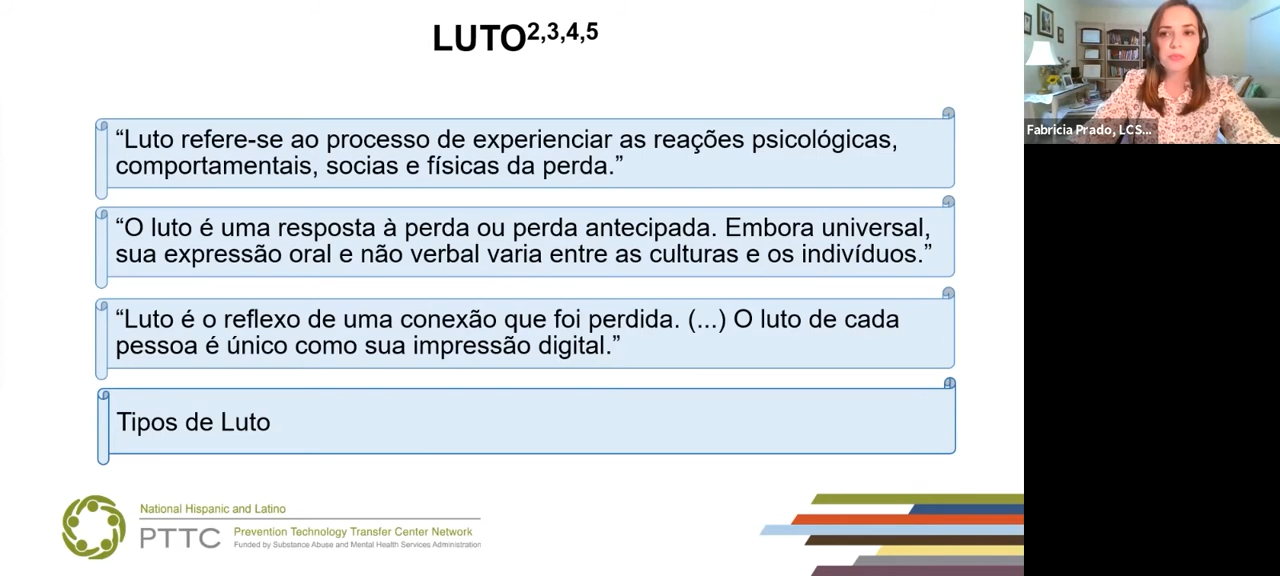 LUTO2,3,4,5
“Luto refere-se ao processo de experienciar as reações psicológicas,
comportamentais, socias e físicas da perda.”
“O luto é uma resposta à perda ou perda antecipada. Embora universal,
sua expressão oral e não verbal varia entre as culturas e os indivíduos.”
“Luto é o reflexo de uma conexão que foi perdida. (...) O luto de cada
pessoa é único como sua impressão digital.”
Tipos de Luto
National Hispanic and Latino
PTTC Prevention Technology Transfer Center Network
Funded by Substance Abuse and Mental Health Services Administration
Fabricia Prado, LCS...